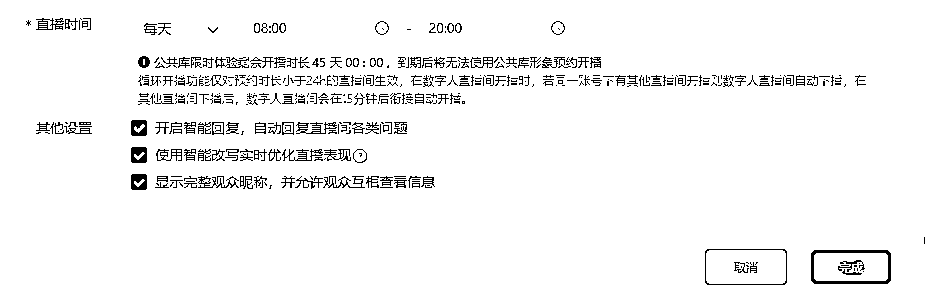 * 直播时间 每天 08:00 - 20:00
公共库限时体验总会开播时长 45 天 00 : 00 ，到期后将无法使用公共库形象预约开播
循环开播功能仅对预约时长小于24h的直播间生效，在数字人直播间开播时，若同一账号下有其他直播间开播则数字人直播间自动下播，在
其他直播间下播后，数字人直播间会在15分钟后衔接自动开播。
其他设置 开启智能回复，自动回复直播间各类问题
使用智能改写实时优化直播表现?
显示完整观众昵称，并允许观众互相查看信息
取消 完成